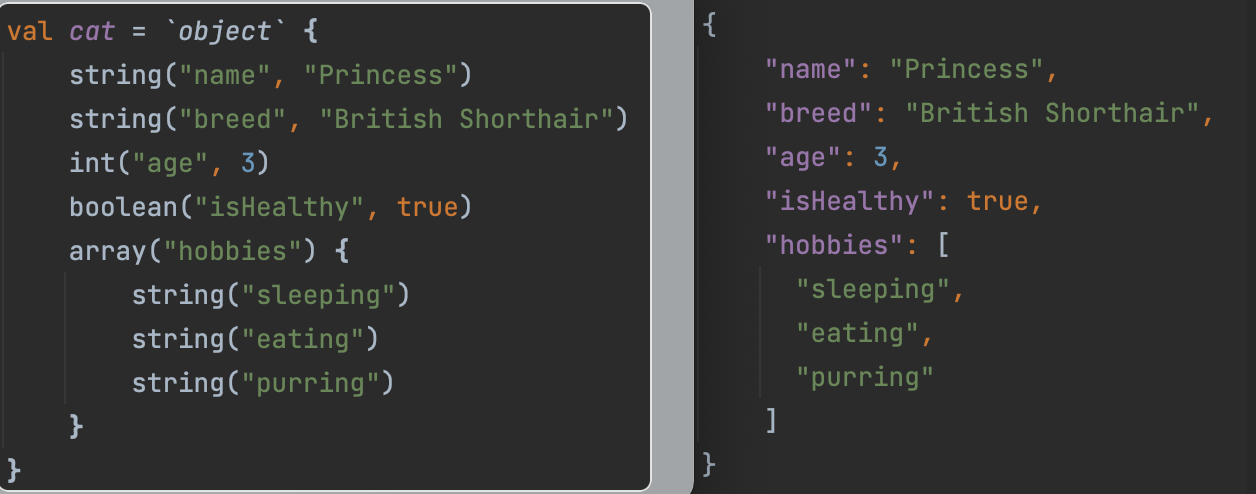 val cat = `object` {
    string("name", "Princess")
    string("breed", "British Shorthair")
    int("age", 3)
    boolean("isHealthy", true)
    array("hobbies") {
        string("sleeping")
        string("eating")
        string("purring")
    }
}
{
    "name": "Princess",
    "breed": "British Shorthair",
    "age": 3,
    "isHealthy": true,
    "hobbies": [
      "sleeping",
      "eating",
      "purring"
    ]
}